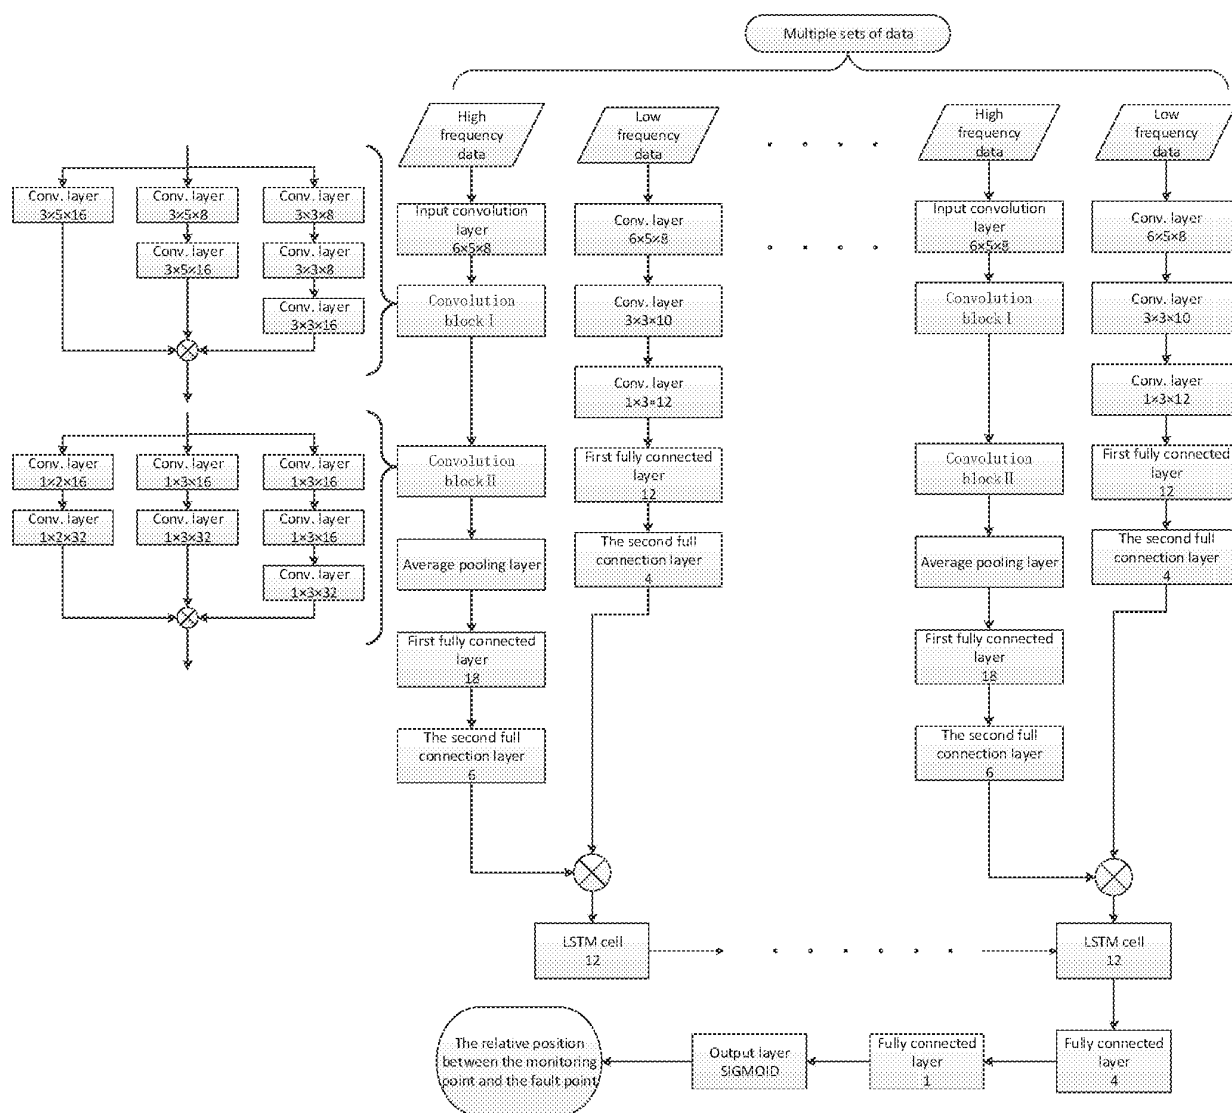 Multiple sets of data
High
frequency
data
Low
frequency
data
High
frequency
data
Low
frequency
data
Conv. layer
3×5×16
Conv. layer
3×5×8
Conv. layer
3×3×8
Conv. layer
3×5×16
Conv. layer
3×3×8
Conv. layer
3×3×16
Input convolution
layer
6×5×8
Conv. layer
6×5×8
Input convolution
layer
6×5×8
Conv. layer
6×5×8
Convolution
block Ⅰ
Conv. layer
3×3×10
Convolution
block Ⅰ
Conv. layer
3×3×10
Conv. layer
1×3×12
Conv. layer
1×3×12
Conv. layer
1×2×16
Conv. layer
1×3×16
Conv. layer
1×3×16
Conv. layer
1×2×32
Conv. layer
1×3×32
Conv. layer
1×3×16
Conv. layer
1×3×32
Convolution
block Ⅱ
First fully connected
layer
12
Convolution
block Ⅱ
First fully connected
layer
12
Average pooling layer
The second full
connection layer
4
Average pooling layer
The second full
connection layer
4
First fully connected
layer
18
First fully connected
layer
18
The second full
connection layer
6
The second full
connection layer
6
LSTM cell
12
LSTM cell
12
The relative position
between the monitoring
point and the fault point
Output layer
SIGMOID
Fully connected
layer
1
Fully connected
layer
4